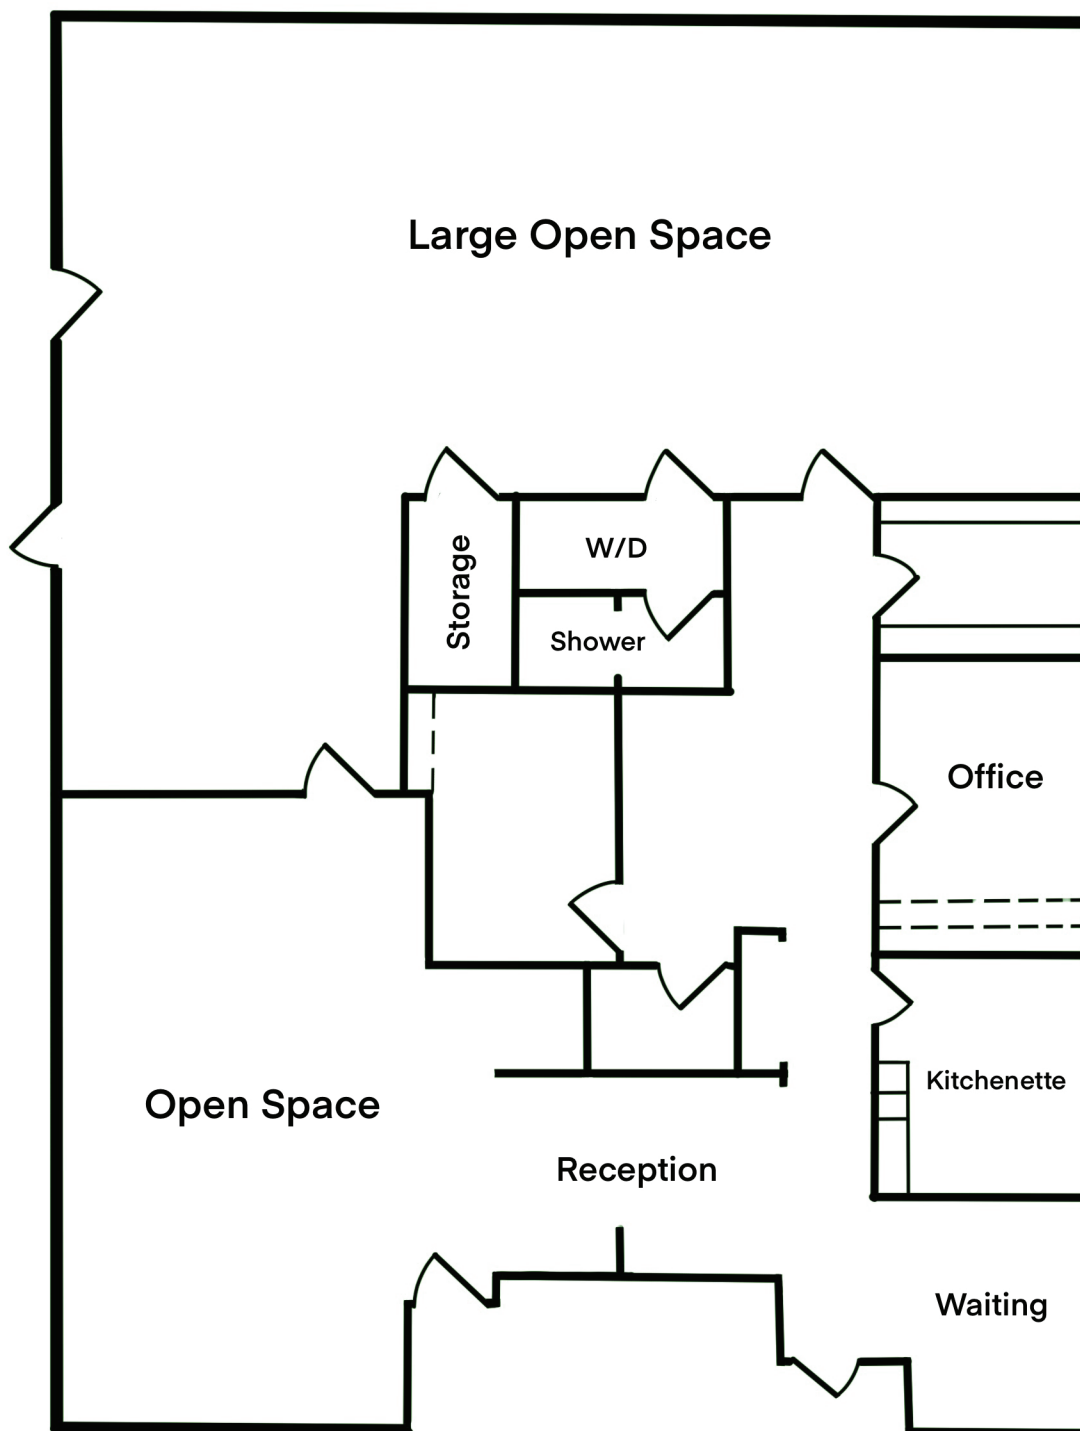 Large Open Space
Storage
W/D
Shower
Office
Kitchenette
Open Space
Reception
Waiting